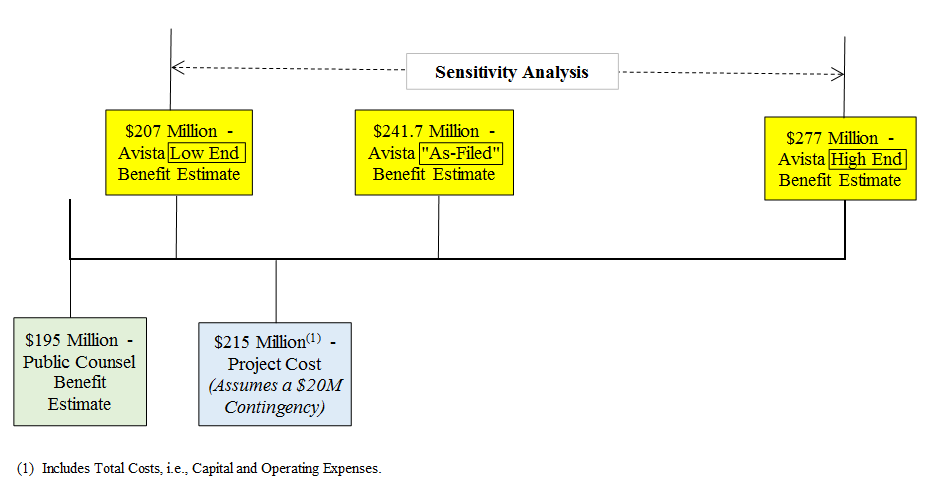 Sensitivity Analysis
$207 Million -
Avista Low End
Benefit Estimate
$241.7 Million -
Avista "As-Filed"
Benefit Estimate
$277 Million -
Avista High End
Benefit Estimate
$195 Million -
Public Counsel
Benefit
Estimate
$215 Million(1) -
Project Cost
(Assumes a $20M
Contingency)
(1) Includes Total Costs, i.e., Capital and Operating Expenses.